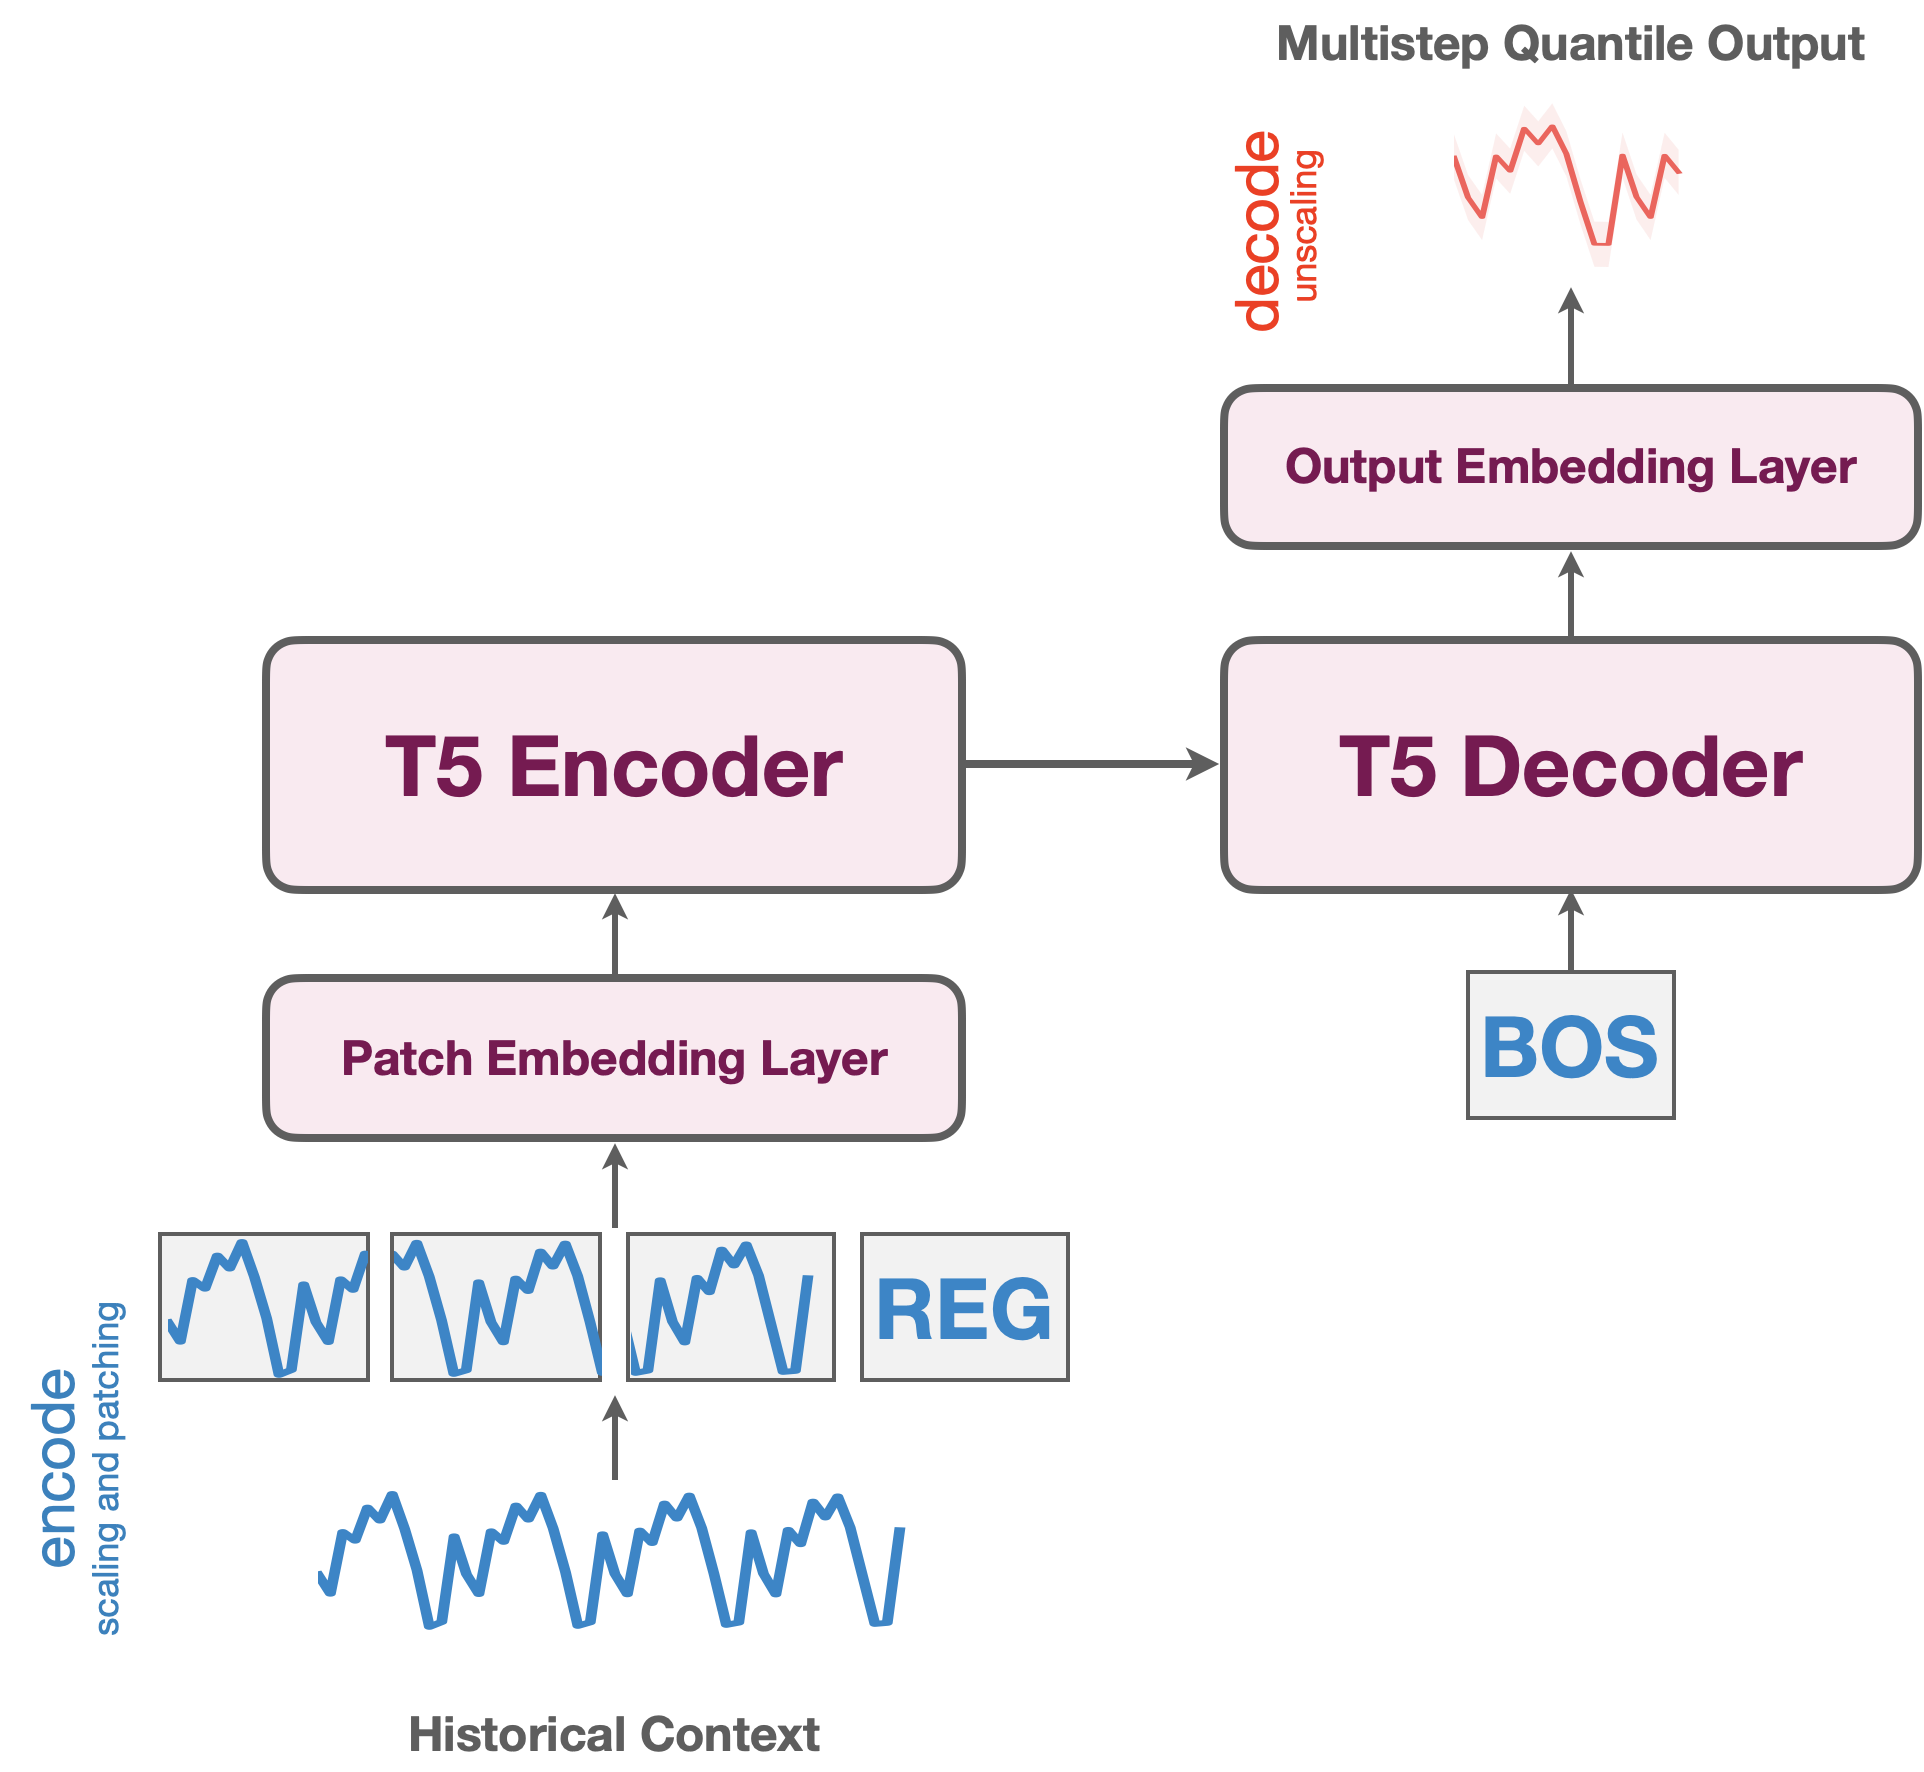 Multistep Quantile Output
decode
unscaling
Output Embedding Layer
T5 Encoder
T5 Decoder
Patch Embedding Layer
BOS
REG
encode
scaling and patching
Historical Context